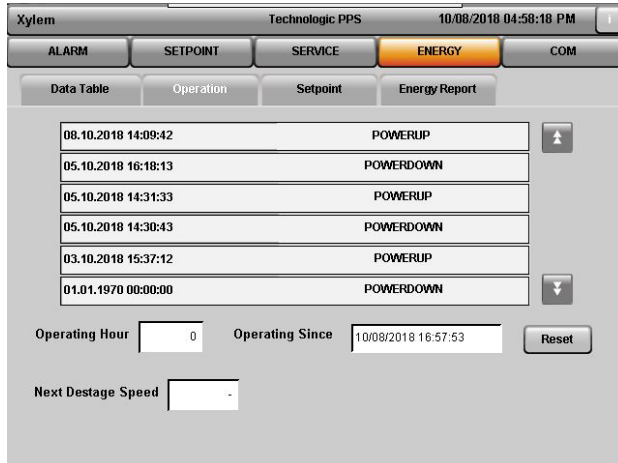 Xylem Technologic PPS 10/08/2018 04:58:18 PM i
ALARM SETPOINT SERVICE ENERGY COM
Data Table Operation Setpoint Energy Report
08.10.2018 14:09:42 POWERUP
05.10.2018 16:18:13 POWERDOWN
05.10.2018 14:31:33 POWERUP
05.10.2018 14:30:43 POWERDOWN
03.10.2018 15:37:12 POWERUP
01.01.1970 00:00:00 POWERDOWN
Operating Hour 0 Operating Since 10/08/2018 16:57:53 Reset
Next Destage Speed -